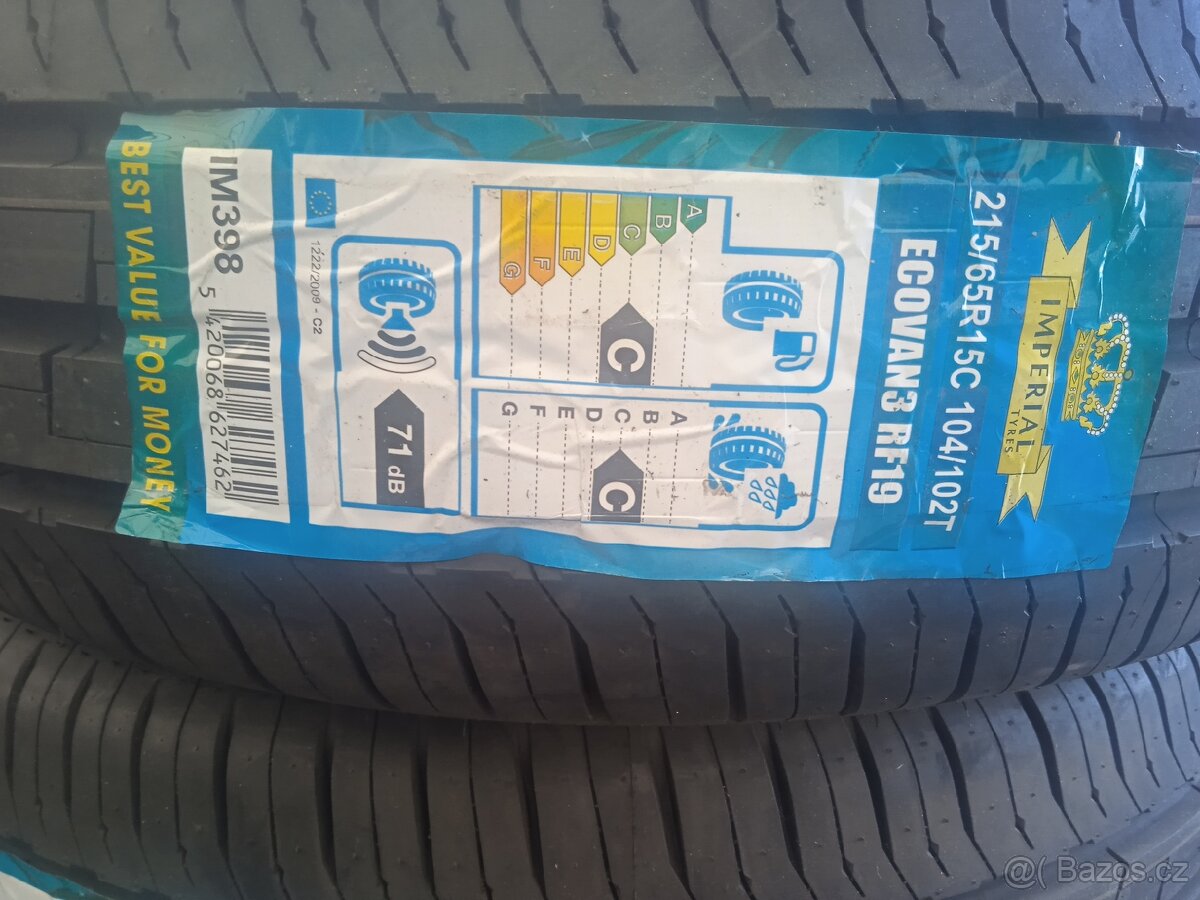 IMPERIAL
TYRES
215/65R15C 104/102T
ECOVAN3 RF19
A
B
C
D
E
F
G
C
A
B
C
D
E
F
G
C
71 dB
1222/2009 - C2
IM398
5 420068 627462
BEST VALUE FOR MONEY
@( Bazos.cz